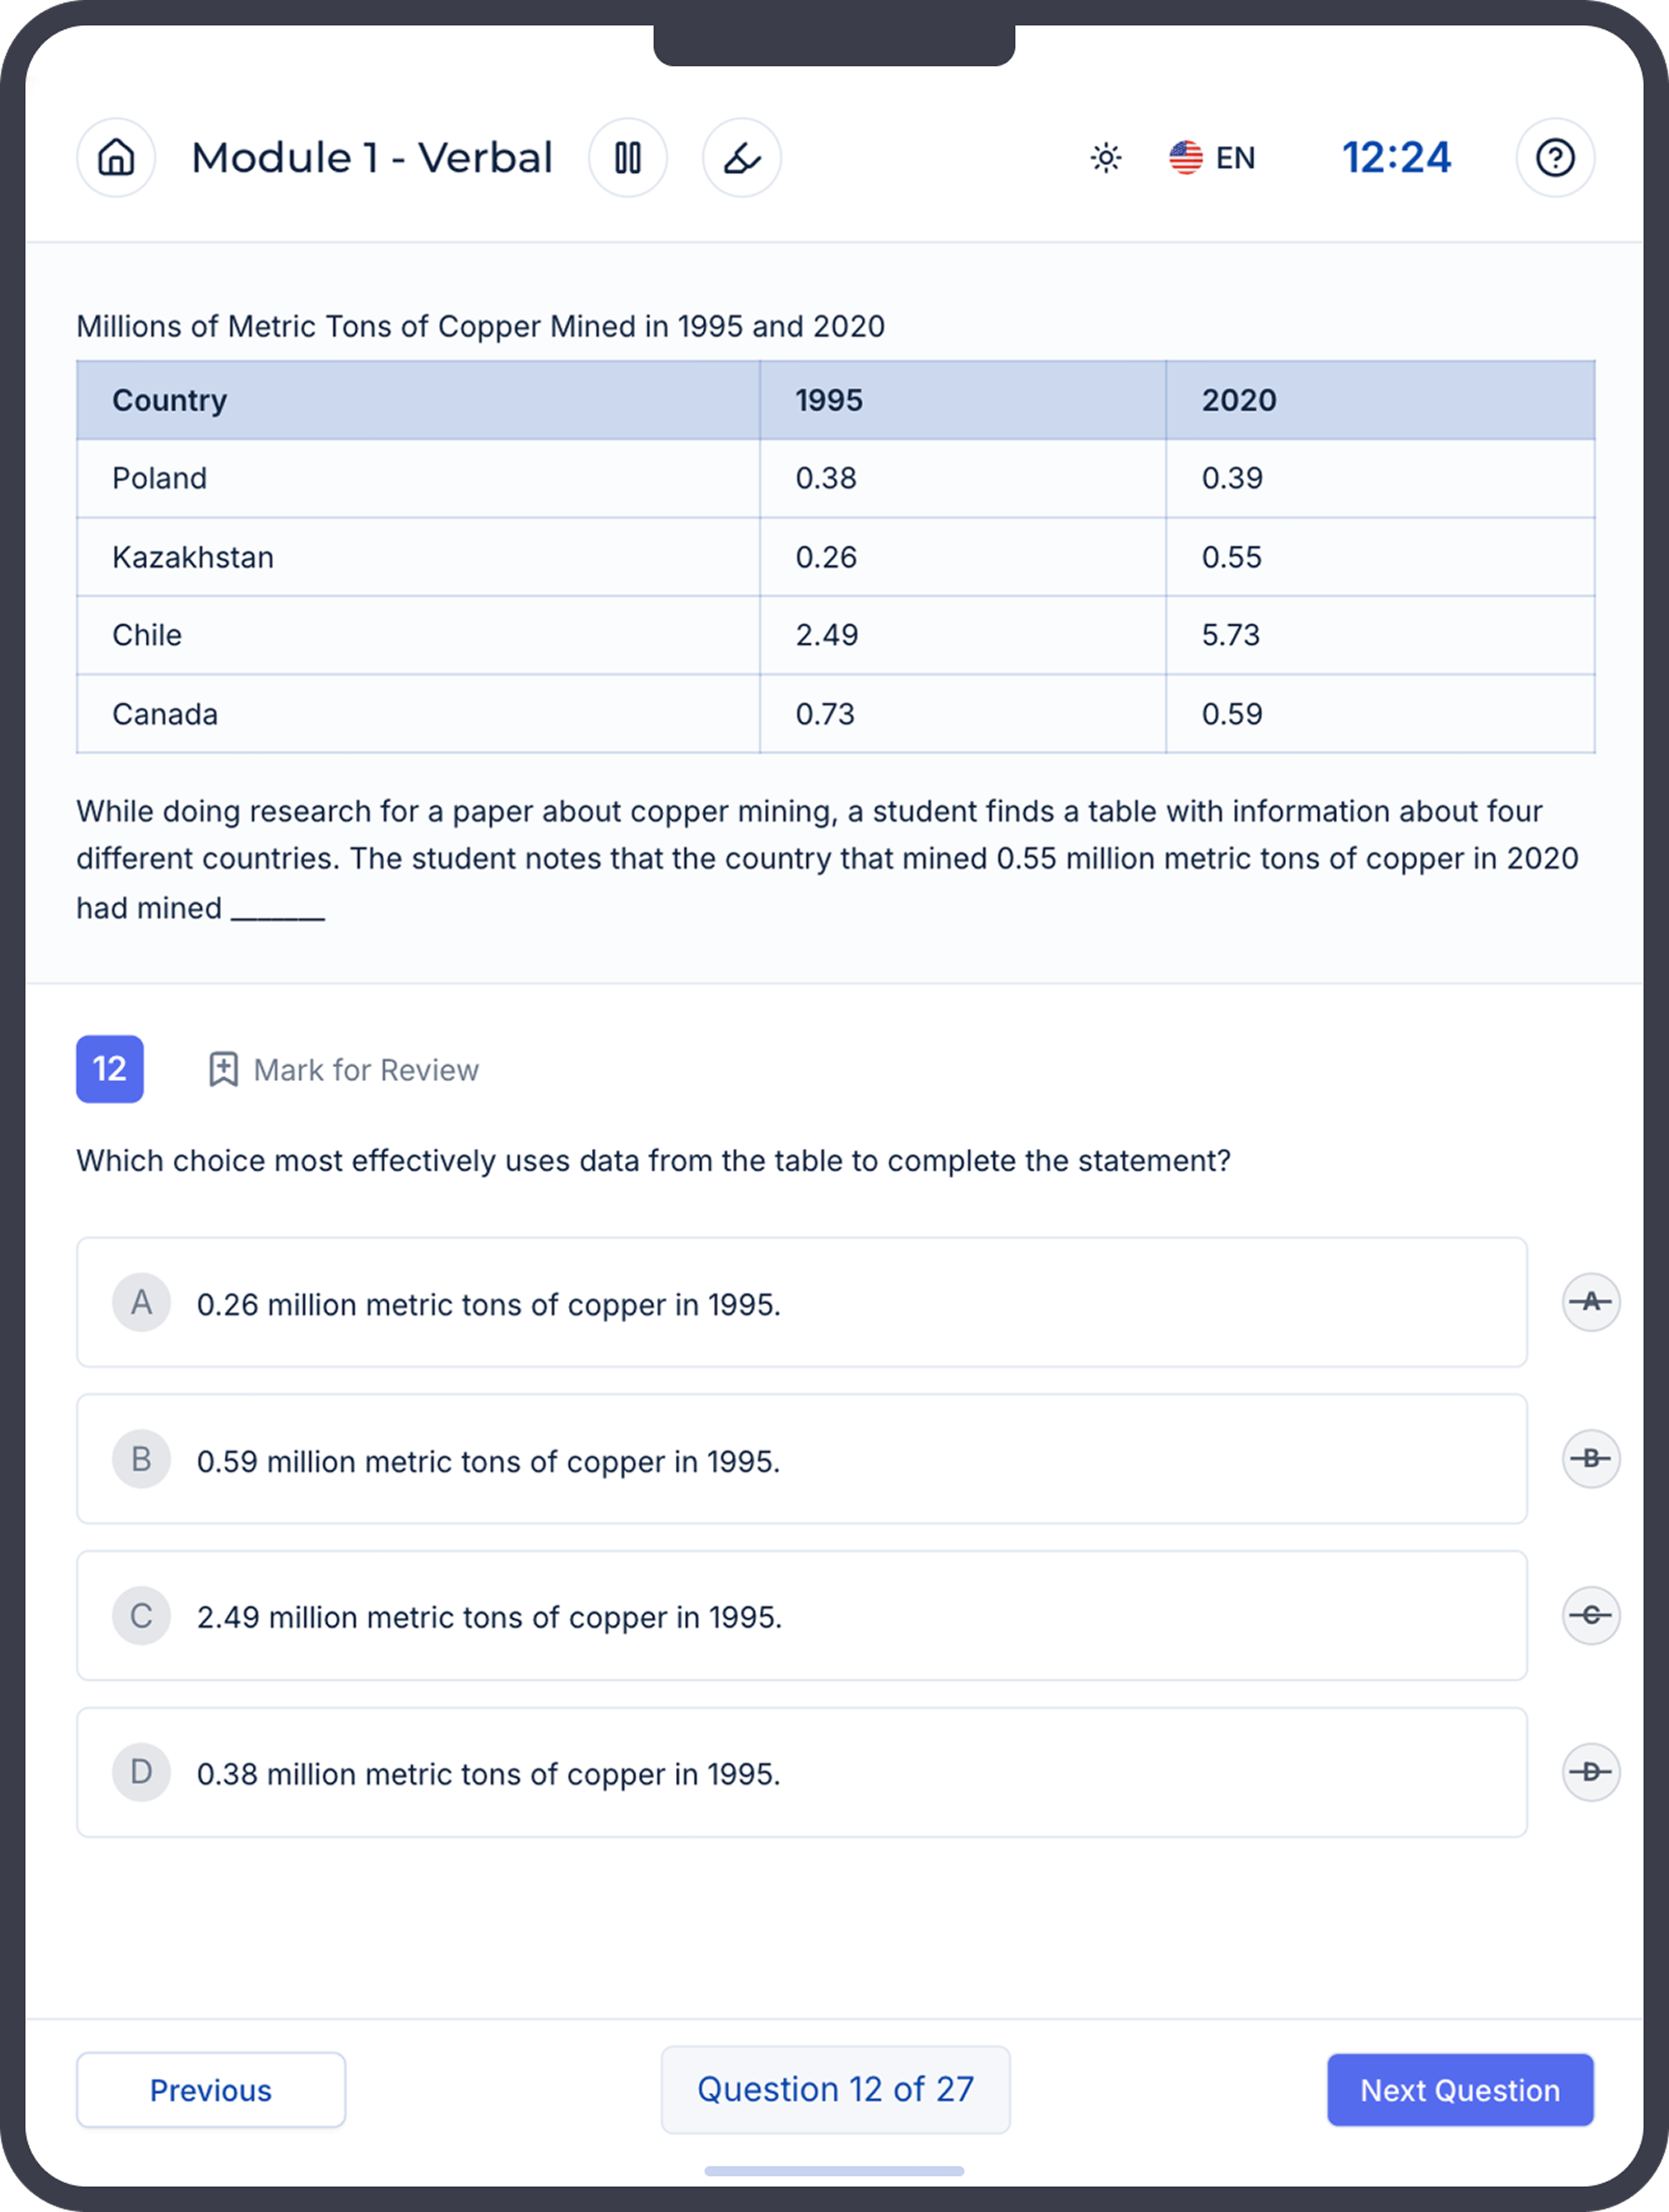 Module 1 - Verbal
EN
12:24
Millions of Metric Tons of Copper Mined in 1995 and 2020
Country 1995 2020
Poland 0.38 0.39
Kazakhstan 0.26 0.55
Chile 2.49 5.73
Canada 0.73 0.59
While doing research for a paper about copper mining, a student finds a table with information about four
different countries. The student notes that the country that mined 0.55 million metric tons of copper in 2020
had mined _______
12 Mark for Review
Which choice most effectively uses data from the table to complete the statement?
A 0.26 million metric tons of copper in 1995. A
B 0.59 million metric tons of copper in 1995. B
C 2.49 million metric tons of copper in 1995. C
D 0.38 million metric tons of copper in 1995. D
Previous
Question 12 of 27
Next Question